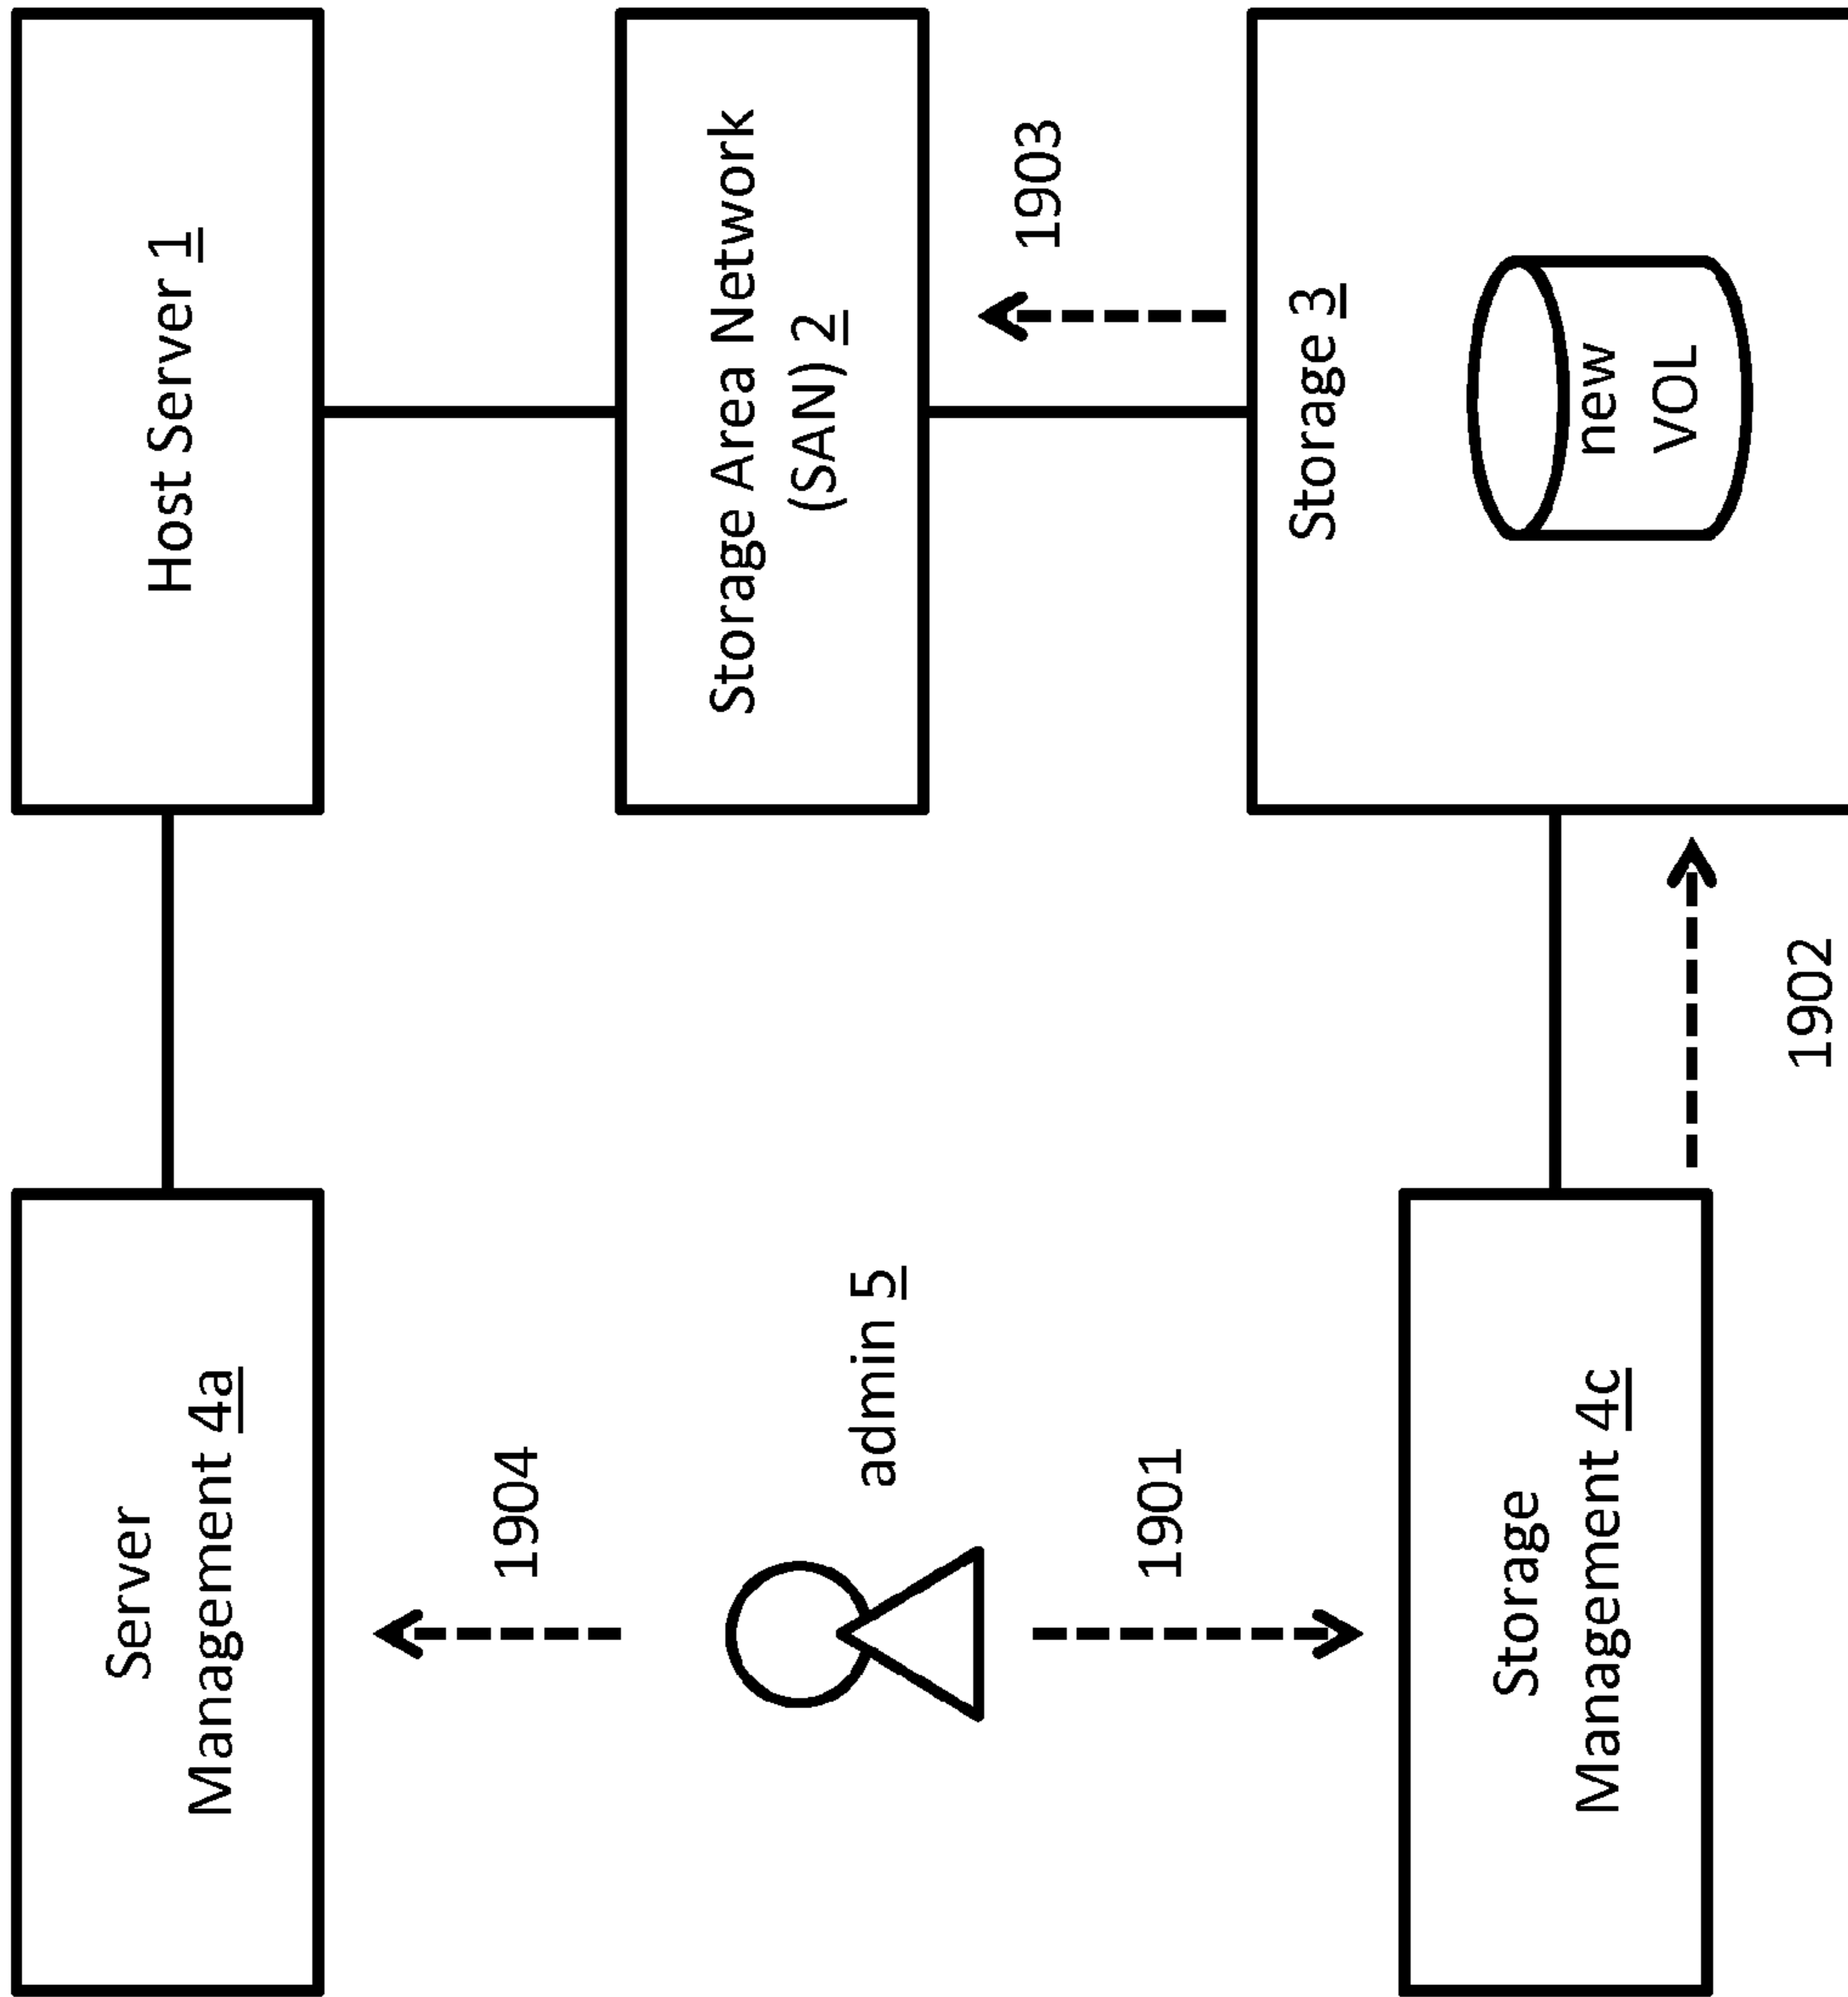 Server
Management 4a
Host Server 1
1904
admin 5
1901
Storage Area Network
(SAN) 2
1903
Storage
Management 4c
1902
Storage 3
new
VOL